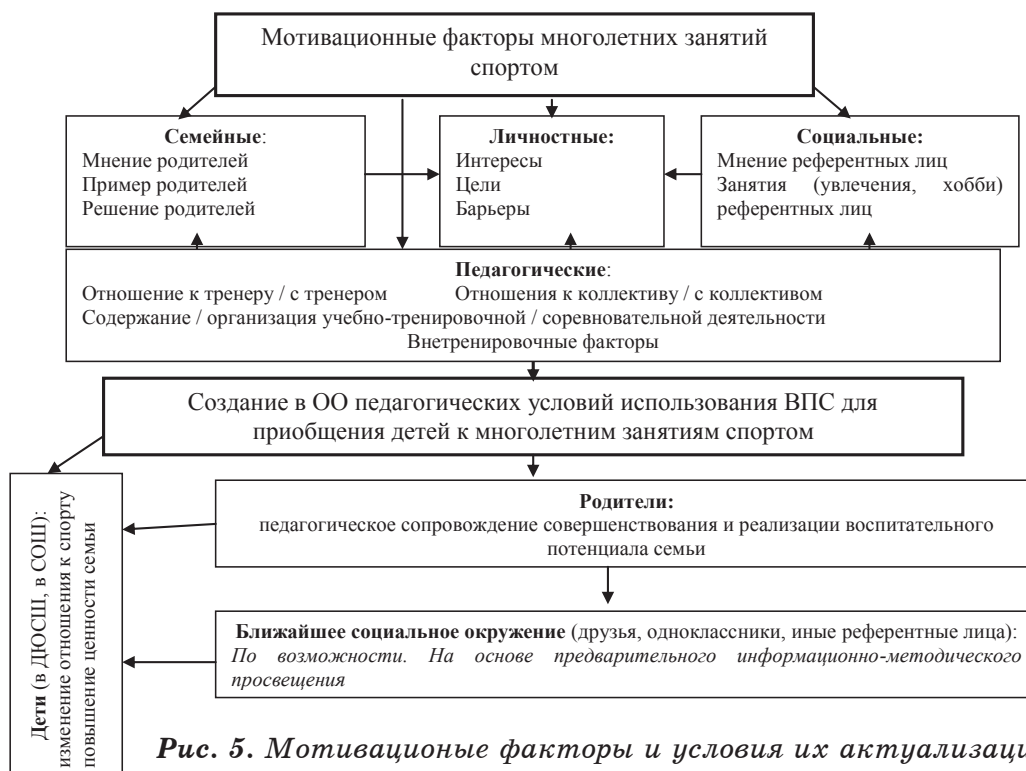 Мотивационные факторы многолетних занятий
спортом
Семейные:
Мнение родителей
Пример родителей
Решение родителей
Личностные:
Интересы
Цели
Барьеры
Социальные:
Мнение референтных лиц
Занятия (увлечения, хобби)
референтных лиц
Педагогические:
Отношение к тренеру / с тренером Отношения к коллективу / с коллективом
Содержание / организация учебно-тренировочной / соревновательной деятельности
Внетренировочные факторы
Создание в ОО педагогических условий использования ВПС для
приобщения детей к многолетним занятиям спортом
Дети (в ДЮСШ, в СОШ):
изменение отношения к спорту
повышение ценности семьи
Родители:
педагогическое сопровождение совершенствования и реализации воспитательного
потенциала семьи
Ближайшее социальное окружение (друзья, одноклассники, иные референтные лица):
По возможности. На основе предварительного информационно-методического
просвещения
Рис. 5. Мотивационые факторы и условия их актуализаци